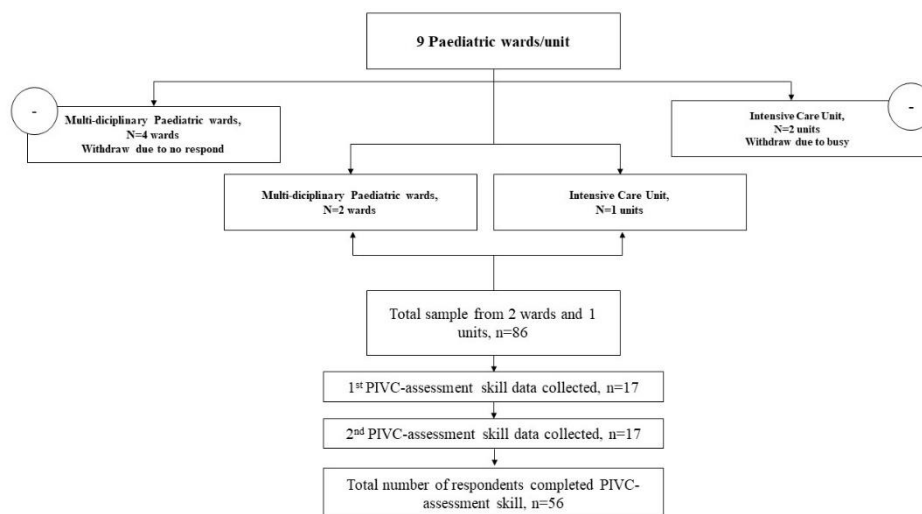 9 Paediatric wards/unit
-
Multi-diciplinary Paediatric wards,
N=4 wards
Withdraw due to no respond
Intensive Care Unit,
N=2 units
Withdraw due to busy
-
Multi-diciplinary Paediatric wards,
N=2 wards
Intensive Care Unit,
N=1 units
Total sample from 2 wards and 1
units, n=86
1st PIVC-assessment skill data collected, n=17
2nd PIVC-assessment skill data collected, n=17
Total number of respondents completed PIVC-
assessment skill, n=56